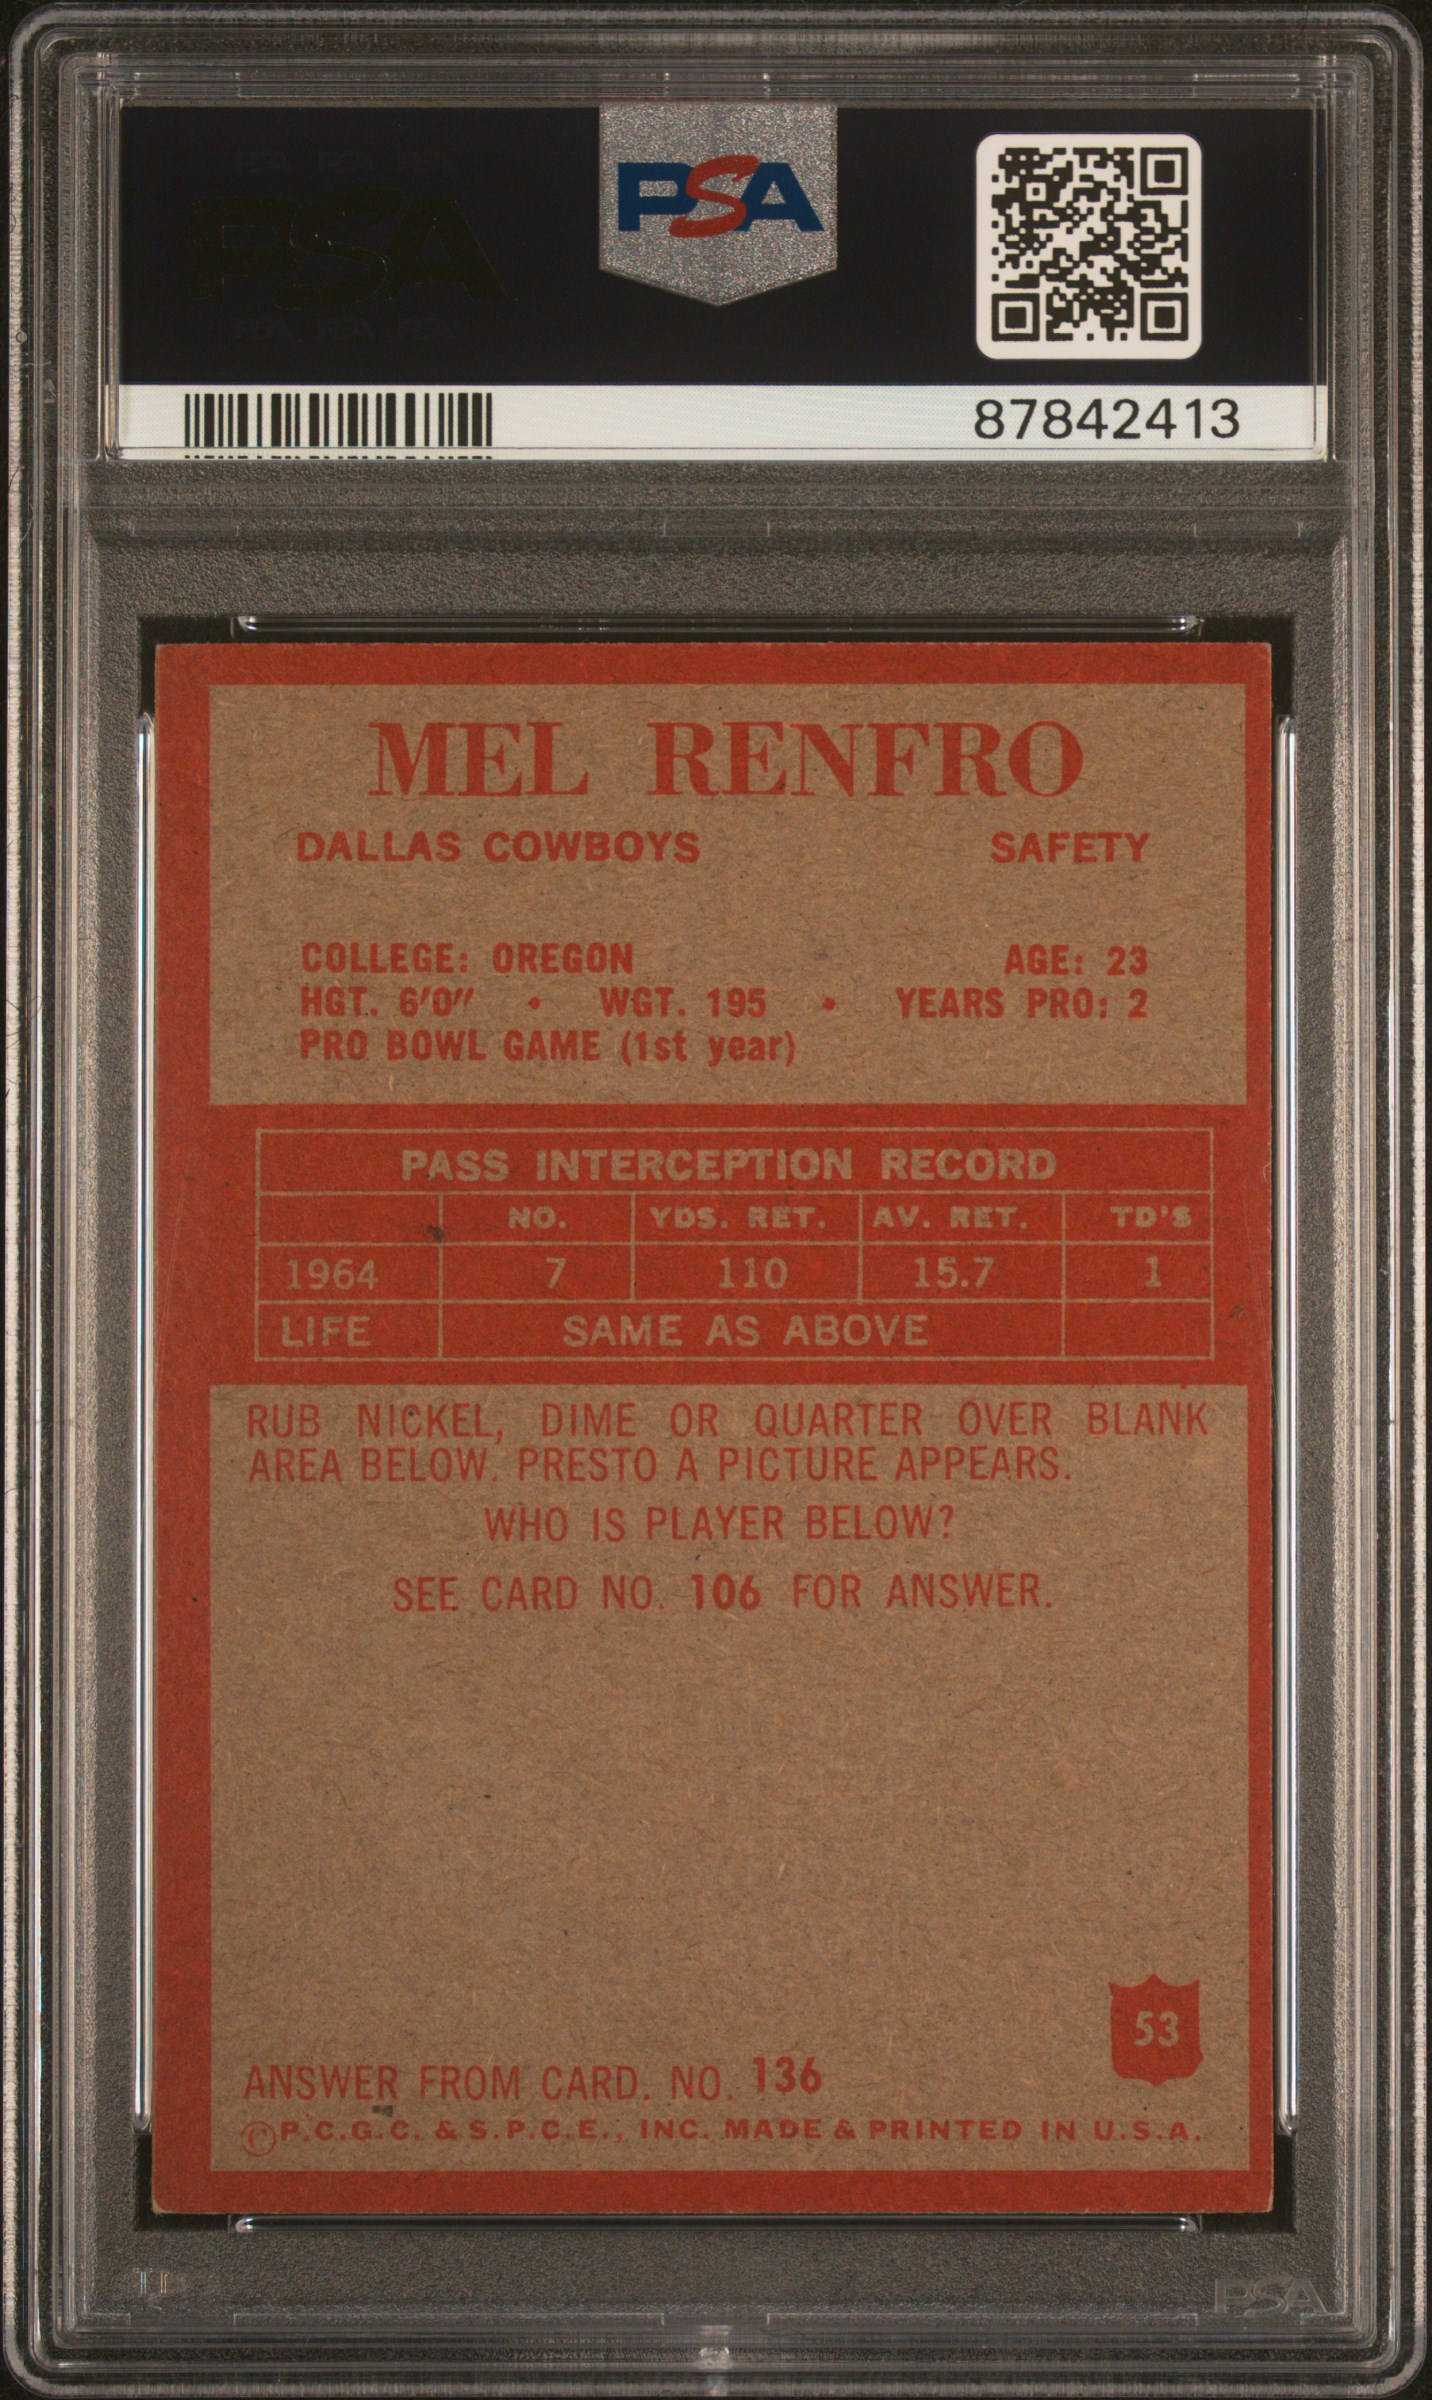 PSA
PSA
87842413
MEL RENFRO
DALLAS COWBOYS SAFETY
COLLEGE: OREGON AGE: 23
HGT. 6'0" • WGT. 195 • YEARS PRO: 2
PRO BOWL GAME (1st year)
PASS INTERCEPTION RECORD
NO. YDS. RET. AV. RET. TD'S
1964 7 110 15.7 1
LIFE SAME AS ABOVE
RUB NICKEL, DIME OR QUARTER OVER BLANK
AREA BELOW. PRESTO A PICTURE APPEARS.
WHO IS PLAYER BELOW?
SEE CARD NO. 106 FOR ANSWER.
53
ANSWER FROM CARD. NO. 136
©P.C.G.C. & S.P.C.E., INC. MADE & PRINTED IN U.S.A.
PSA